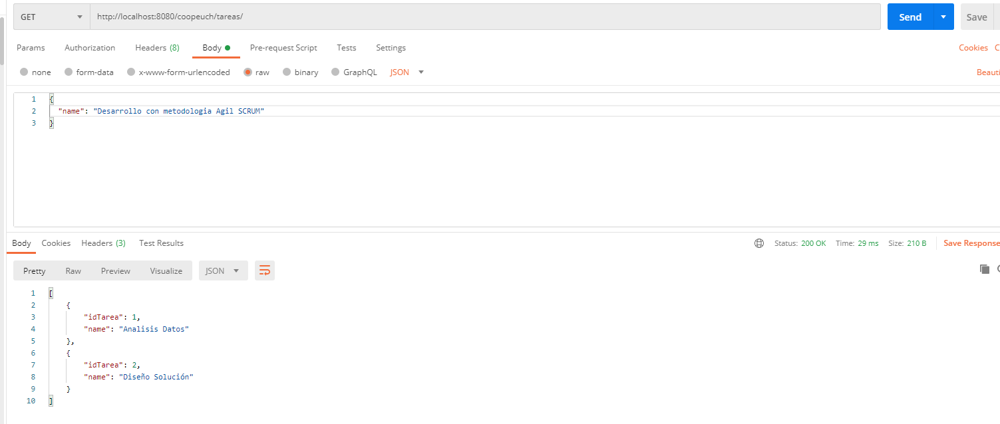 GET http://localhost:8080/coopeuch/tareas/ Send Save
Params Authorization Headers (8) Body Pre-request Script Tests Settings Cookies C
none form-data x-www-form-urlencoded raw binary GraphQL JSON Beauti
1 {
2 "name": "Desarrollo con metodologia Agil SCRUM"
3 }
Body Cookies Headers (3) Test Results Status: 200 OK Time: 29 ms Size: 210 B Save Response
Pretty Raw Preview Visualize JSON
1 [
2 {
3 "idTarea": 1,
4 "name": "Analisis Datos"
5 },
6 {
7 "idTarea": 2,
8 "name": "Diseño Solución"
9 }
10 ]